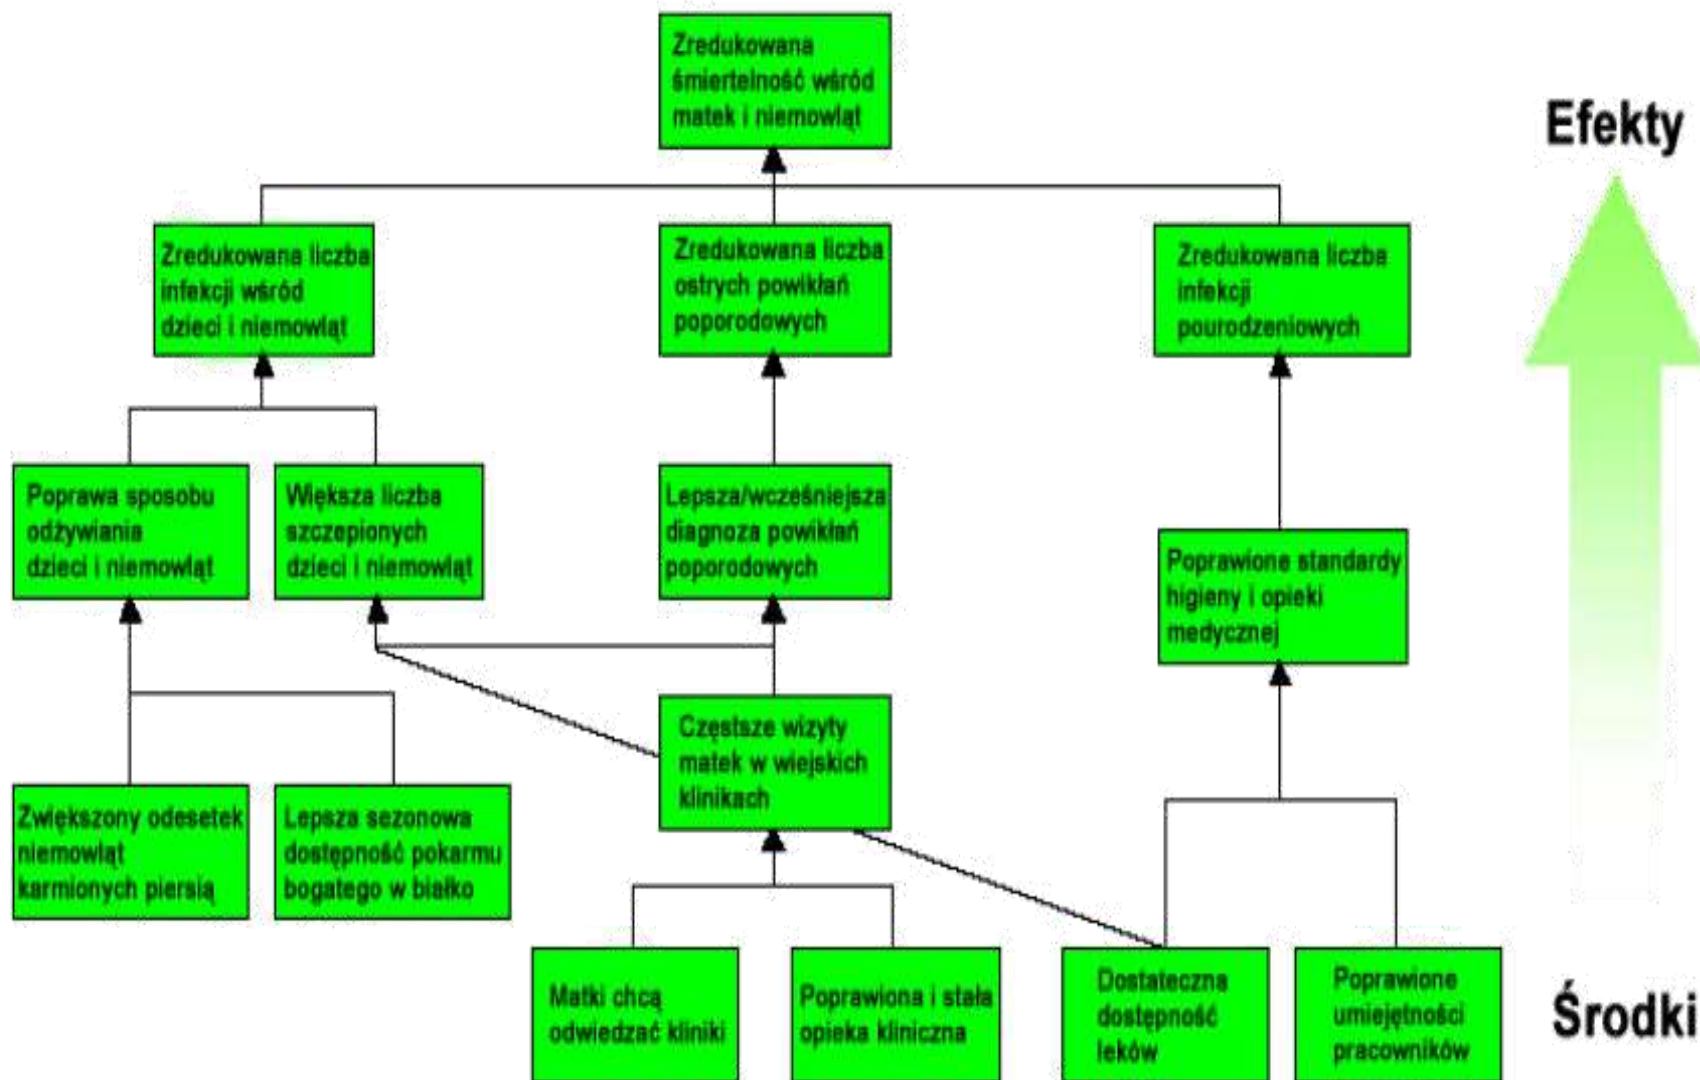 Zredukowana
śmiertelność wśród
matek i niemowląt
Efekty
Zredukowana liczba
infekcji wśród
dzieci i niemowląt
Zredukowana liczba
ostrych powikłań
poporodowych
Zredukowana liczba
infekcji
pourodzeniowych
Poprawa sposobu
odżywiania
dzieci i niemowląt
Większa liczba
szczepionych
dzieci i niemowląt
Lepsza/wcześniejsza
diagnoza powikłań
poporodowych
Poprawione standardy
higieny i opieki
medycznej
Zwiększony odesetek
niemowląt
karmionych piersią
Lepsza sezonowa
dostępność pokarmu
bogatego w białko
Częstsze wizyty
matek w wiejskich
klinikach
Matki chcą
odwiedzać kliniki
Poprawiona i stała
opieka kliniczna
Dostateczna
dostępność
leków
Poprawione
umiejętności
pracowników
Środki